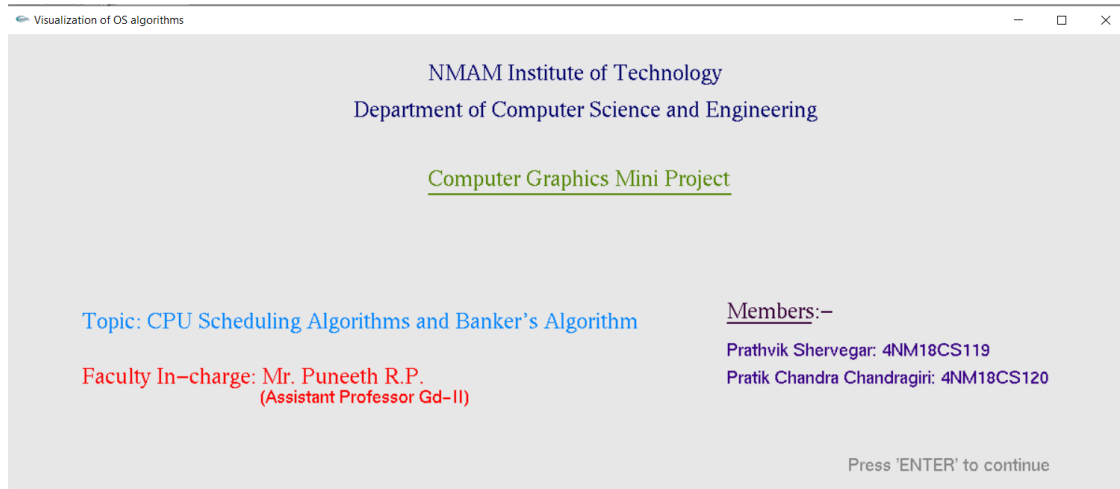 Visualization of OS algorithms
NMAM Institute of Technology
Department of Computer Science and Engineering
Computer Graphics Mini Project
Topic: CPU Scheduling Algorithms and Banker's Algorithm
Faculty In-charge: Mr. Puneeth R.P.
(Assistant Professor Gd-II)
Members:-
Prathvik Shervegar: 4NM18CS119
Pratik Chandra Chandragiri: 4NM18CS120
Press 'ENTER' to continue